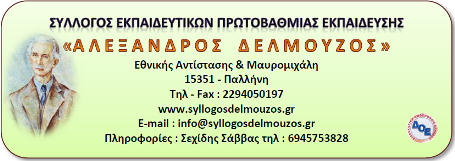 ΣΥΛΛΟΓΟΣ ΕΚΠΑΙΔΕΥΤΙΚΩΝ ΠΡΩΤΟΒΑΘΜΙΑΣ ΕΚΠΑΙΔΕΥΣΗΣ
«ΑΛΕΞΑΝΔΡΟΣ ΔΕΛΜΟΥΖΟΣ»
Εθνικής Αντίστασης & Μαυρομιχάλη
15351 - Παλλήνη
Τηλ - Fax : 2294050197
www.syllogosdelmouzos.gr
E-mail : info@syllogosdelmouzos.gr
Πληροφορίες : Σεχίδης Σάββας τηλ : 6945753828
ΔΟΕ